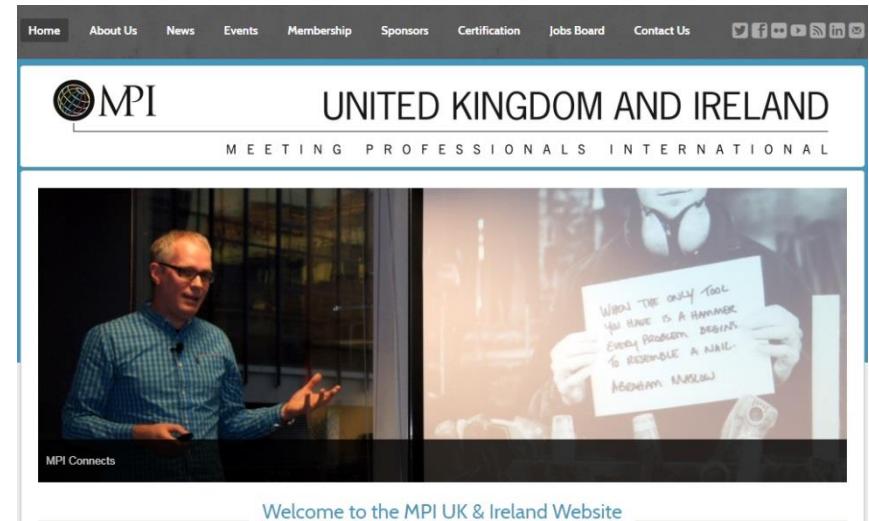 Home About Us News Events Membership Sponsors Certification Jobs Board Contact Us
MPI
UNITED KINGDOM AND IRELAND
MEETING PROFESSIONALS INTERNATIONAL
WHEN THE ONLY TOOL
YOU HAVE IS A HAMMER
EVERY PROBLEM BEGINS
TO RESEMBLE A NAIL.
ABRAHAM MASLOW
MPI Connects
Welcome to the MPI UK & Ireland Website